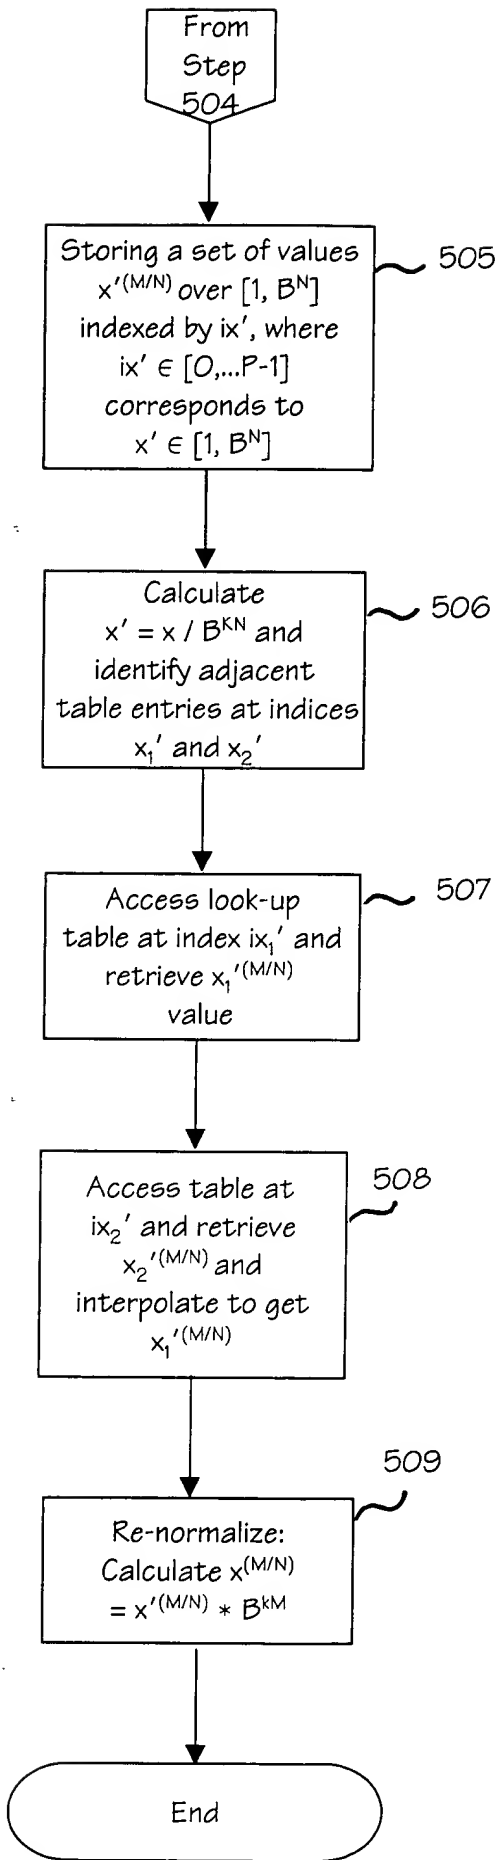 From
Step
504
Storing a set of values
x'^(M/N) over [1, B^N]
indexed by ix', where
ix' ∈ [0,...P-1]
corresponds to
x' ∈ [1, B^N]
505
Calculate
x' = x / B^KN and
identify adjacent
table entries at indices
x₁' and x₂'
506
Access look-up
table at index ix₁' and
retrieve x₁'^(M/N)
value
507
Access table at
ix₂' and retrieve
x₂'^(M/N) and
interpolate to get
x₁'^(M/N)
508
Re-normalize:
Calculate x^(M/N)
= x'^(M/N) * B^kM
509
End